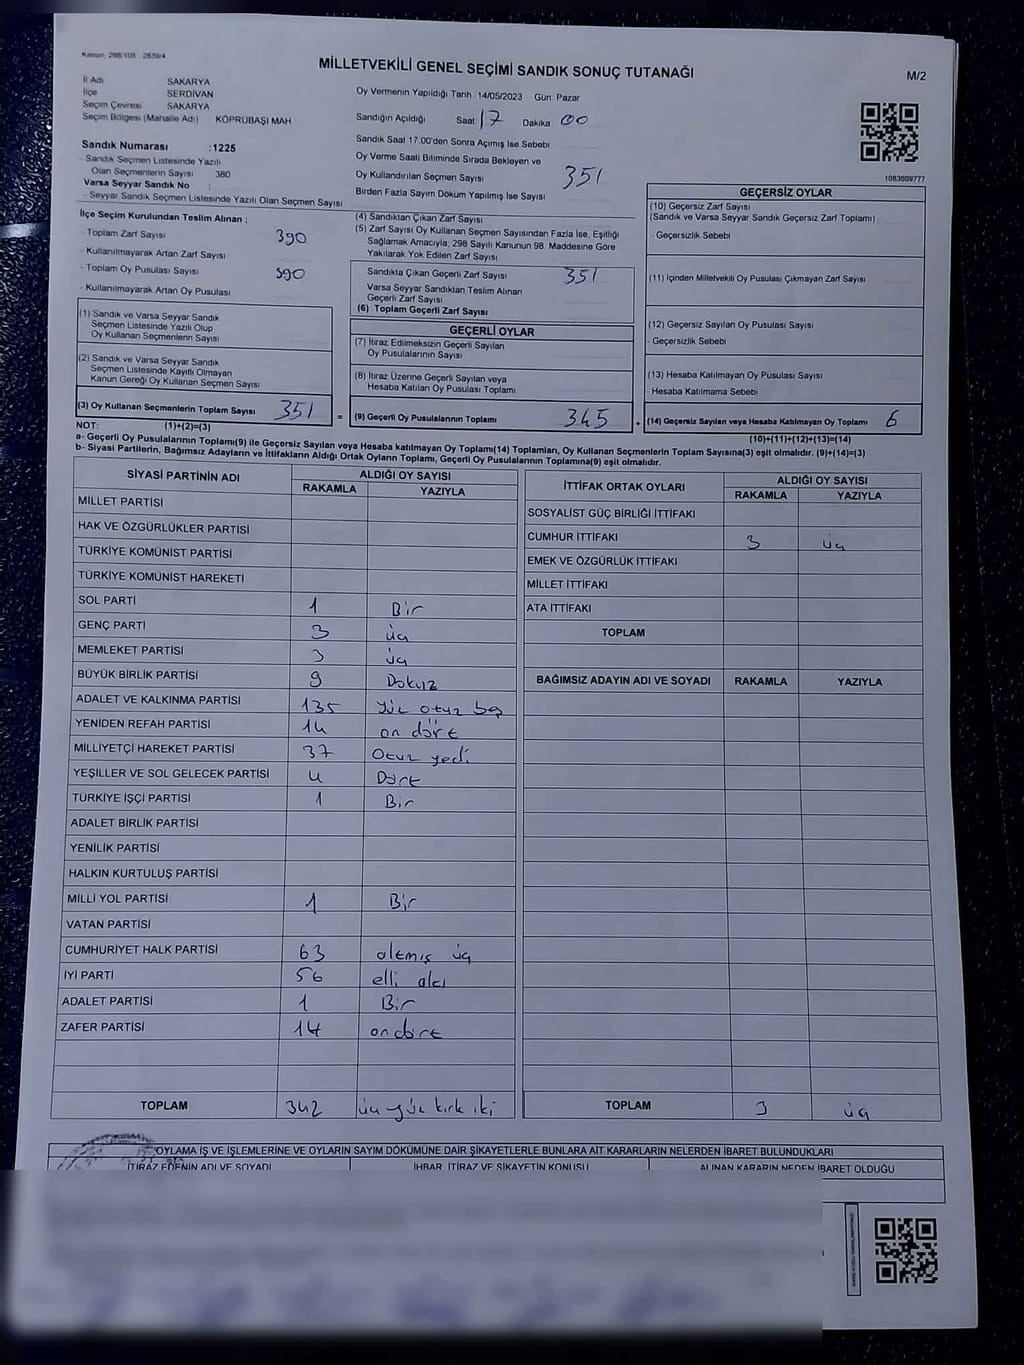 Kanun: 298/105 2839/4
MİLLETVEKİLİ GENEL SEÇİMİ SANDIK SONUÇ TUTANAĞI
M/2
İl Adı SAKARYA
İlçe SERDİVAN
Seçim Çevresi SAKARYA
Seçim Bölgesi (Mahalle Adı) KÖPRÜBAŞI MAH
Oy Vermenin Yapıldığı Tarih 14/05/2023 Gün: Pazar
Sandığın Açıldığı Saat 17 Dakika 00
Sandık Saat 17.00'den Sonra Açılmış İse Sebebi
Oy Verme Saati Bitiminde Sırada Bekleyen ve
Oy Kullandırılan Seçmen Sayısı 351
Birden Fazla Sayım Döküm Yapılmış İse Sayısı
Sandık Numarası :1225
- Sandık Seçmen Listesinde Yazılı
Olan Seçmenlerin Sayısı 380
Varsa Seyyar Sandık No :
- Seyyar Sandık Seçmen Listesinde Yazılı Olan Seçmen Sayısı
1083809777
İlçe Seçim Kurulundan Teslim Alınan ;
- Toplam Zarf Sayısı 390
- Kullanılmayarak Artan Zarf Sayısı
- Toplam Oy Pusulası Sayısı 390
- Kullanılmayarak Artan Oy Pusulası
(1) Sandık ve Varsa Seyyar Sandık
Seçmen Listesinde Yazılı Olup
Oy Kullanan Seçmenlerin Sayısı
(2) Sandık ve Varsa Seyyar Sandık
Seçmen Listesinde Kayıtlı Olmayan
Kanun Gereği Oy Kullanan Seçmen Sayısı
(3) Oy Kullanan Seçmenlerin Toplam Sayısı 351 =
(4) Sandıktan Çıkan Zarf Sayısı
(5) Zarf Sayısı Oy Kullanan Seçmen Sayısından Fazla İse, Eşitliği
Sağlamak Amacıyla; 298 Sayılı Kanunun 98. Maddesine Göre
Yakılarak Yok Edilen Zarf Sayısı
Sandıkta Çıkan Geçerli Zarf Sayısı 351
Varsa Seyyar Sandıktan Teslim Alınan
Geçerli Zarf Sayısı
(6) Toplam Geçerli Zarf Sayısı
GEÇERLİ OYLAR
(7) İtiraz Edilmeksizin Geçerli Sayılan
Oy Pusulalarının Sayısı
(8) İtiraz Üzerine Geçerli Sayılan veya
Hesaba Katılan Oy Pusulası Toplamı
(9) Geçerli Oy Pusulalarının Toplamı 345
GEÇERSİZ OYLAR
(10) Geçersiz Zarf Sayısı
(Sandık ve Varsa Seyyar Sandık Geçersiz Zarf Toplamı)
- Geçersizlik Sebebi
(11) İçinden Milletvekili Oy Pusulası Çıkmayan Zarf Sayısı
(12) Geçersiz Sayılan Oy Pusulası Sayısı
- Geçersizlik Sebebi
(13) Hesaba Katılmayan Oy Pusulası Sayısı
- Hesaba Katılmama Sebebi
(14) Geçersiz Sayılan veya Hesaba Katılmayan Oy Toplamı 6
NOT: (1)+(2)=(3) (10)+(11)+(12)+(13)=(14)
a- Geçerli Oy Pusulalarının Toplamı(9) ile Geçersiz Sayılan veya Hesaba katılmayan Oy Toplamı(14) Toplamları, Oy Kullanan Seçmenlerin Toplam Sayısına(3) eşit olmalıdır. (9)+(14)=(3)
b- Siyasi Partilerin, Bağımsız Adayların ve İttifakların Aldığı Ortak Oyların Toplamı, Geçerli Oy Pusulalarının Toplamına(9) eşit olmalıdır.
SİYASİ PARTİNİN ADI ALDIĞI OY SAYISI
RAKAMLA YAZIYLA
MİLLET PARTİSİ
HAK VE ÖZGÜRLÜKLER PARTİSİ
TÜRKİYE KOMÜNİST PARTİSİ
TÜRKİYE KOMÜNİST HAREKETİ
SOL PARTİ 1 Bir
GENÇ PARTİ 3 üç
MEMLEKET PARTİSİ 3 üç
BÜYÜK BİRLİK PARTİSİ 9 Dokuz
ADALET VE KALKINMA PARTİSİ 135 yüz otuz beş
YENİDEN REFAH PARTİSİ 14 on dört
MİLLİYETÇİ HAREKET PARTİSİ 37 otuz yedi
YEŞİLLER VE SOL GELECEK PARTİSİ 4 Dört
TÜRKİYE İŞÇİ PARTİSİ 1 Bir
ADALET BİRLİK PARTİSİ
YENİLİK PARTİSİ
HALKIN KURTULUŞ PARTİSİ
MİLLİ YOL PARTİSİ 1 Bir
VATAN PARTİSİ
CUMHURİYET HALK PARTİSİ 63 altmış üç
İYİ PARTİ 56 elli altı
ADALET PARTİSİ 1 Bir
ZAFER PARTİSİ 14 on dört
TOPLAM 342 üç yüz kırk iki
İTTİFAK ORTAK OYLARI ALDIĞI OY SAYISI
RAKAMLA YAZIYLA
SOSYALİST GÜÇ BİRLİĞİ İTTİFAKI
CUMHUR İTTİFAKI 3 üç
EMEK VE ÖZGÜRLÜK İTTİFAKI
MİLLET İTTİFAKI
ATA İTTİFAKI
TOPLAM
BAĞIMSIZ ADAYIN ADI VE SOYADI RAKAMLA YAZIYLA
TOPLAM 3 üç
OYLAMA İŞ VE İŞLEMLERİNE VE OYLARIN SAYIM DÖKÜMÜNE DAİR ŞİKAYETLERLE BUNLARA AİT KARARLARIN NELERDEN İBARET BULUNDUKLARI
İTİRAZ EDENİN ADI VE SOYADI İHBAR, İTİRAZ VE ŞİKAYETİN KONUSU ALINAN KARARIN NEDEN İBARET OLDUĞU